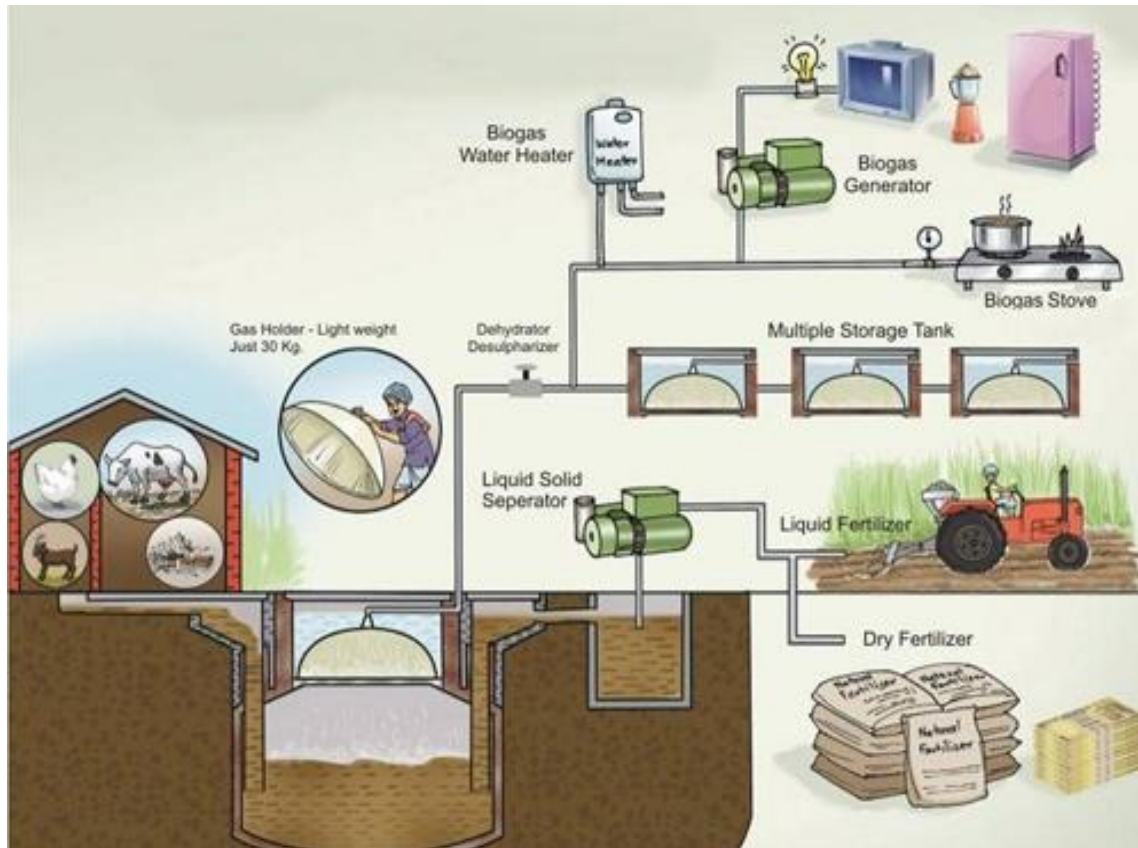 Biogas
Water Heater
Water
Heater
Biogas
Generator
Biogas Stove
Gas Holder - Light weight
Just 30 Kg.
Dehydrator
Desulpharizer
Multiple Storage Tank
Liquid Solid
Seperator
Liquid Fertilizer
Dry Fertilizer
Natural
Fertilizer
Natural
Fertilizer
Natural
Fertilizer